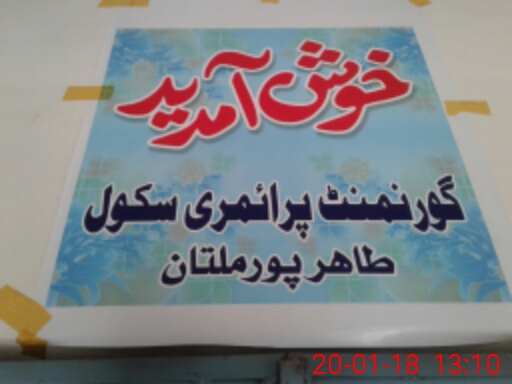 خوش آمدید
گورنمنٹ پرائمری سکول
طاہر پور ملتان
20-01-18 13:10